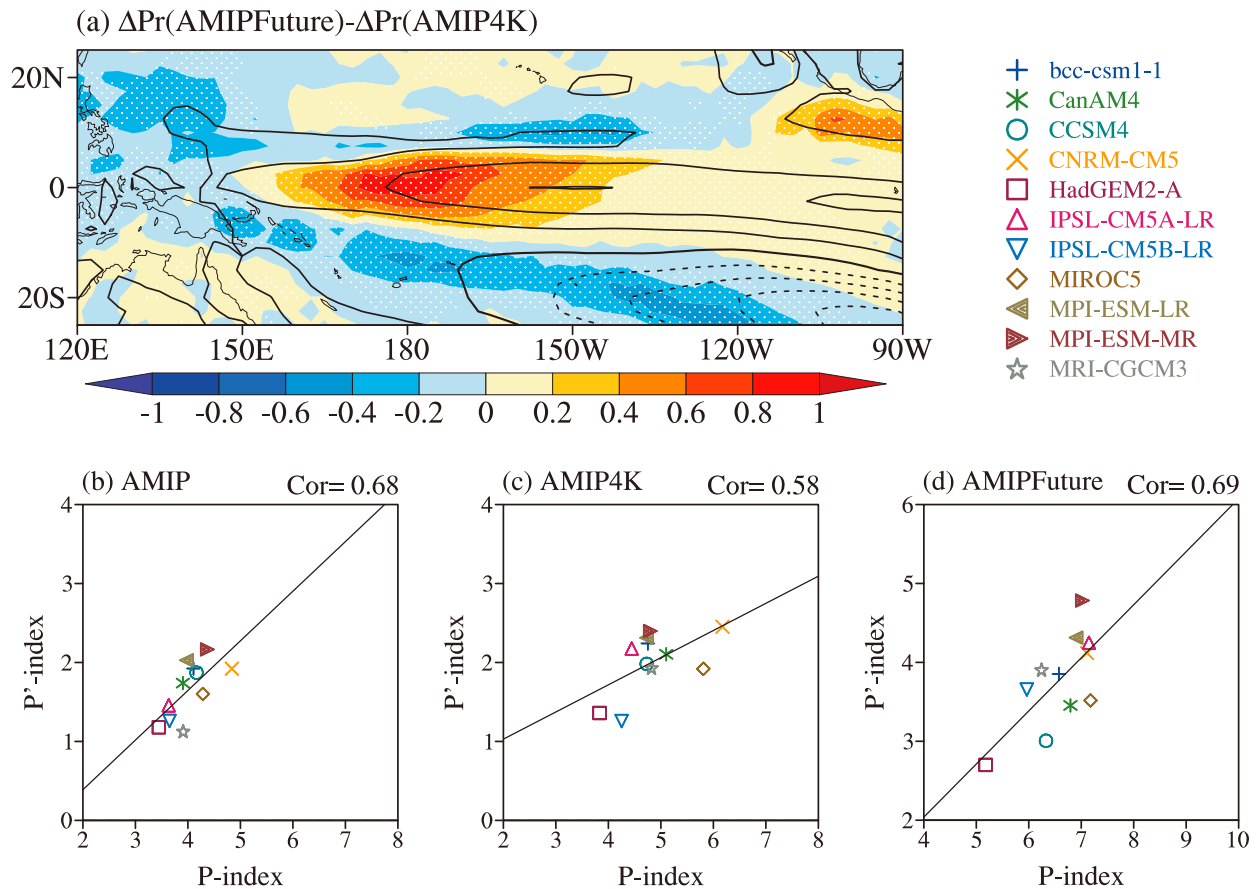 (a) ΔPr(AMIPFuture)-ΔPr(AMIP4K)
20N
0
20S
120E 150E 180 150W 120W 90W
-1 -0.8 -0.6 -0.4 -0.2 0 0.2 0.4 0.6 0.8 1
bcc-csm1-1
CanAM4
CCSM4
CNRM-CM5
HadGEM2-A
IPSL-CM5A-LR
IPSL-CM5B-LR
MIROC5
MPI-ESM-LR
MPI-ESM-MR
MRI-CGCM3
(b) AMIP Cor= 0.68
4
3
2
1
0
P'-index
2 3 4 5 6 7 8
P-index
(c) AMIP4K Cor= 0.58
4
3
2
1
0
P'-index
2 3 4 5 6 7 8
P-index
(d) AMIPFuture Cor= 0.69
6
5
4
3
2
P'-index
4 5 6 7 8 9 10
P-index